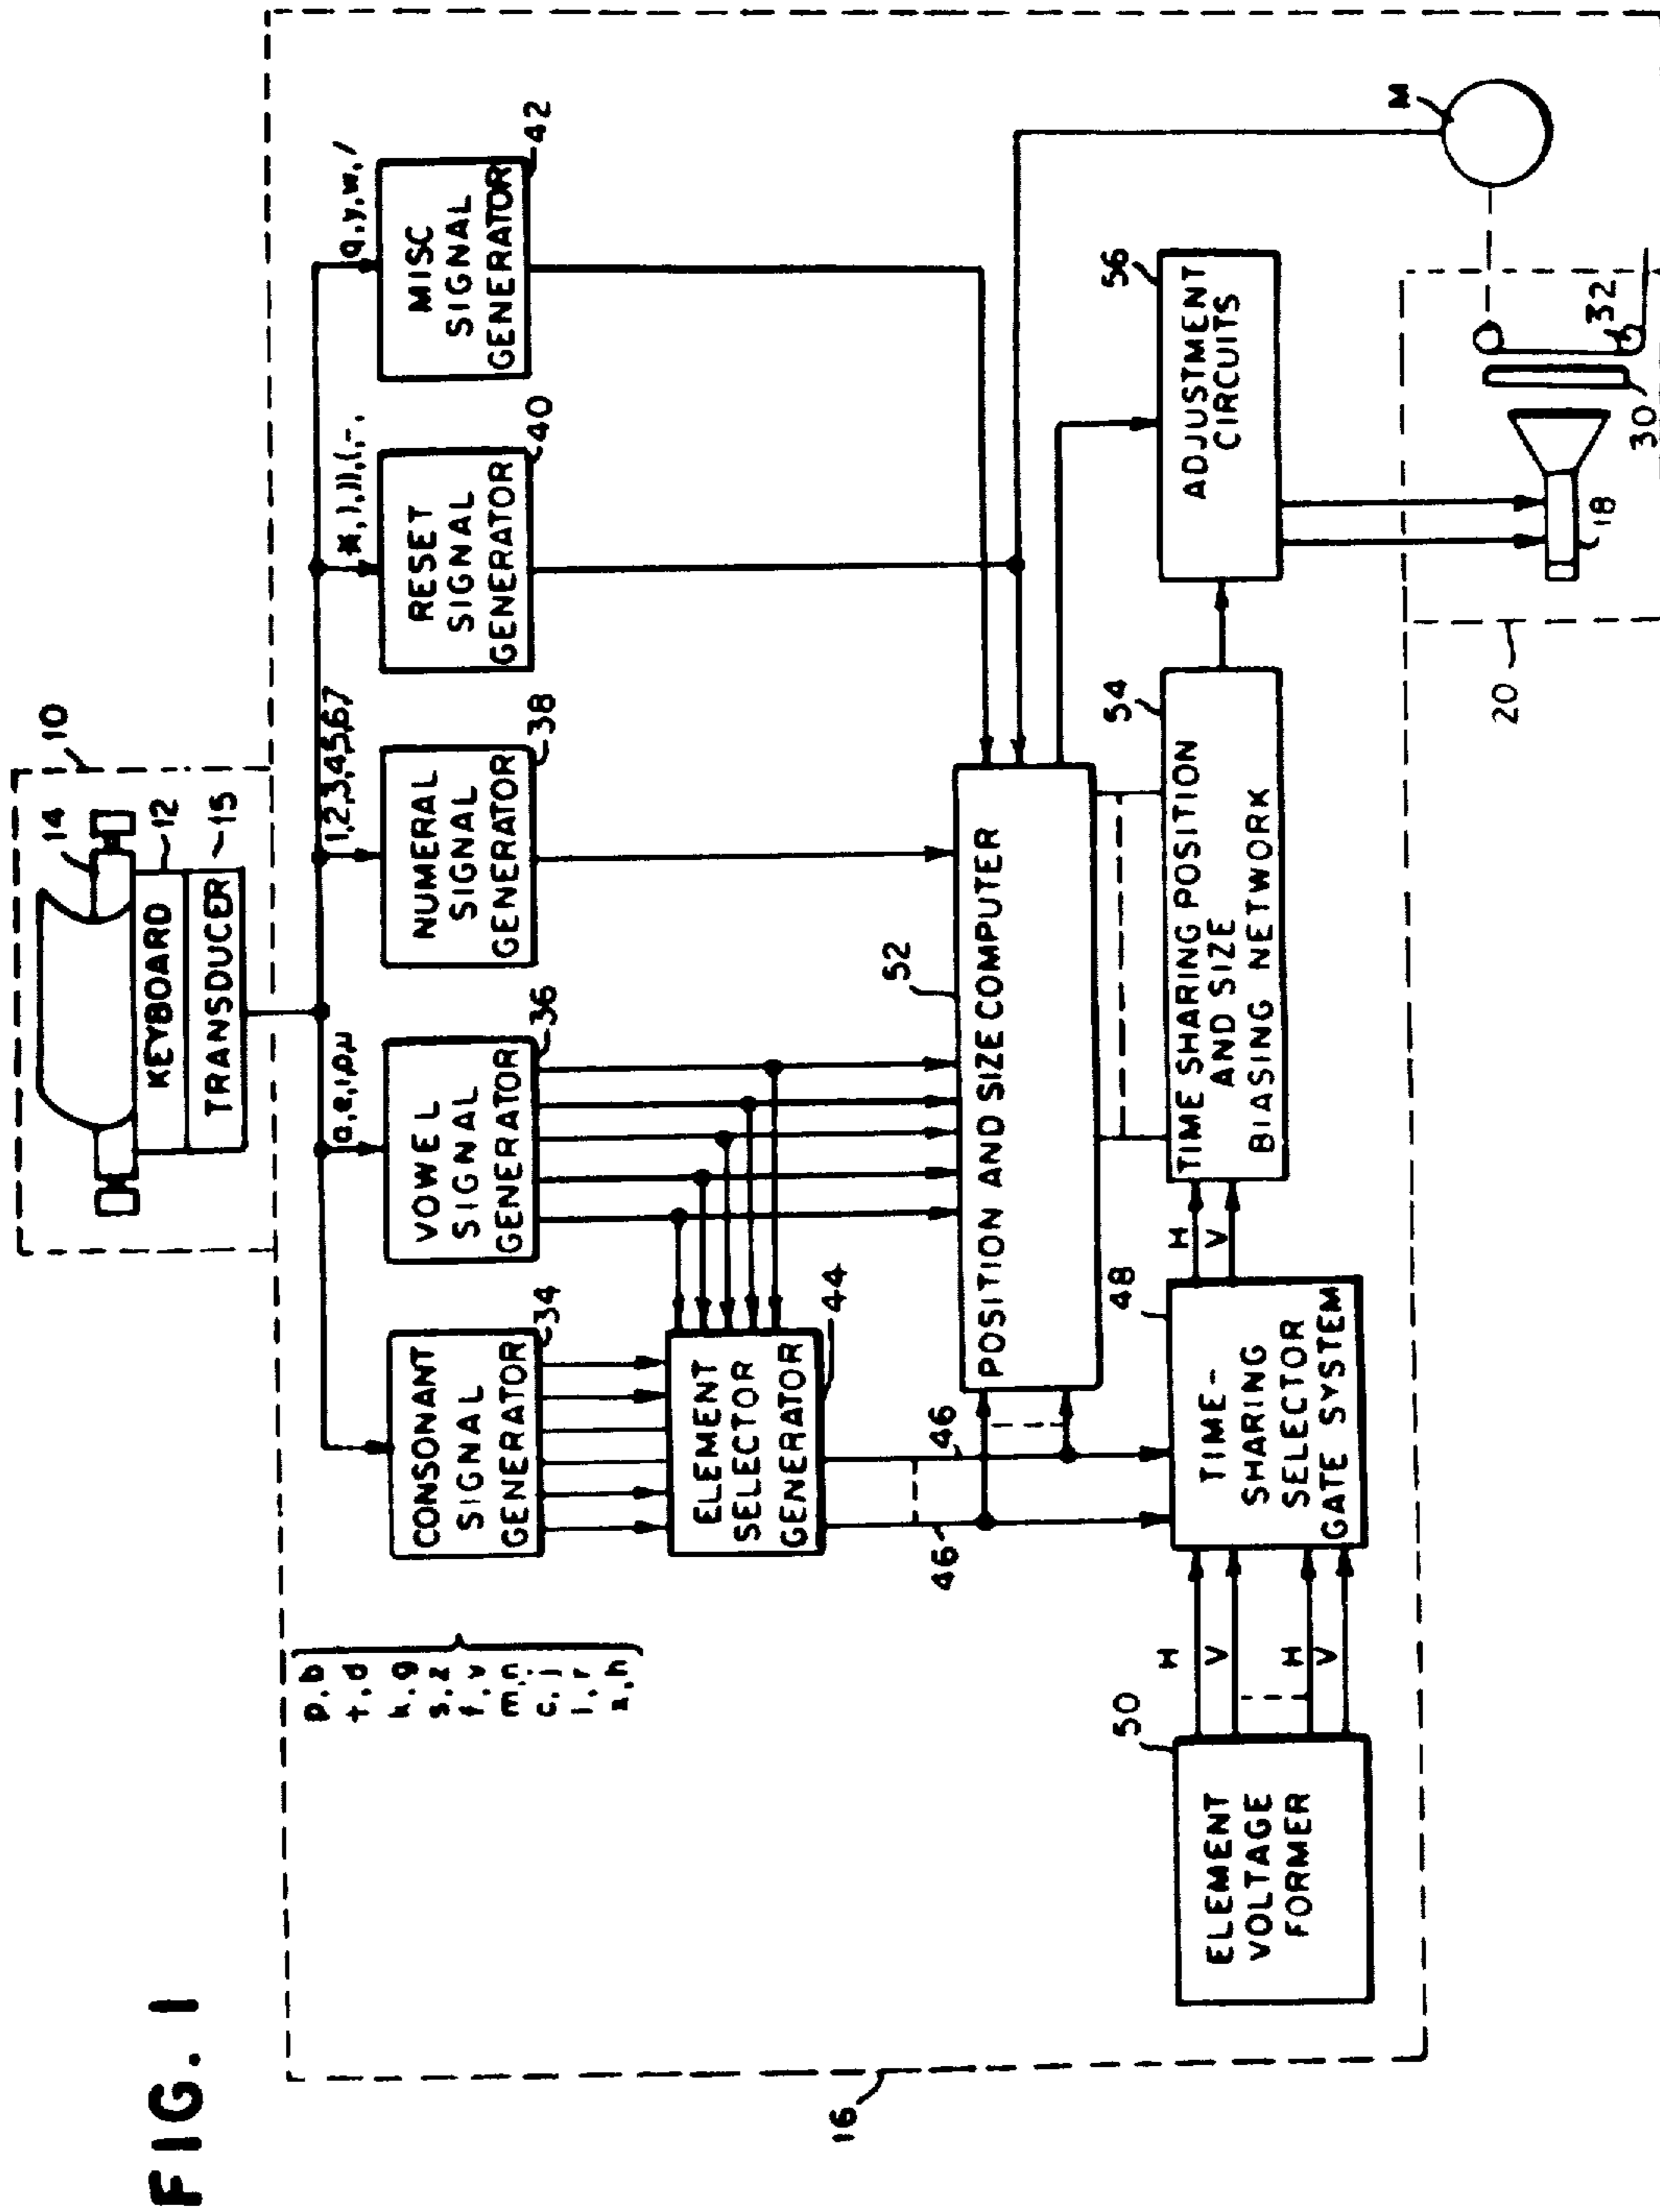 FIG. 1
10
14
12
15
KEYBOARD
TRANSDUCER
16
p, b
t, d
k, g
s, z
f, v
m, n
c, j
l, r
x, h
a, e, i, o, u
1,2,3,4,5,6,7
q, y, w, /
CONSONANT
SIGNAL
GENERATOR
34
VOWEL
SIGNAL
GENERATOR
36
NUMERAL
SIGNAL
GENERATOR
38
RESET
SIGNAL
GENERATOR
40
MISC
SIGNAL
GENERATOR
42
ELEMENT
SELECTOR
GENERATOR
44
46
46
52
POSITION AND SIZE COMPUTER
50
ELEMENT
VOLTAGE
FORMER
H
V
H
V
48
TIME-
SHARING
SELECTOR
GATE SYSTEM
H
V
54
TIME SHARING POSITION
AND SIZE
BIASING NETWORK
56
ADJUSTMENT
CIRCUITS
M
20
18
30
32